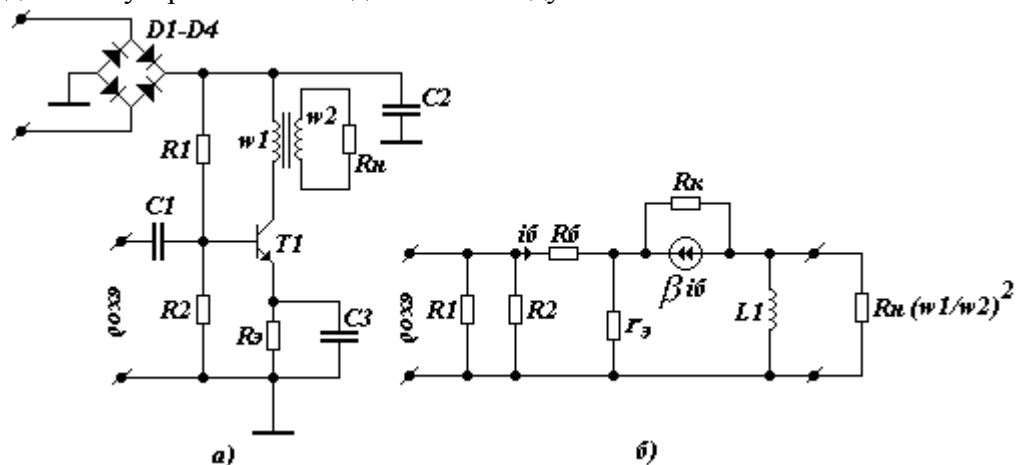 D1-D4
C2
w1
w2
Rн
R1
C1
T1
R2
Rэ
C3
вход
а)
Rк
iб
Rб
βiб
вход
R1
R2
rэ
L1
Rн (w1/w2)²
б)